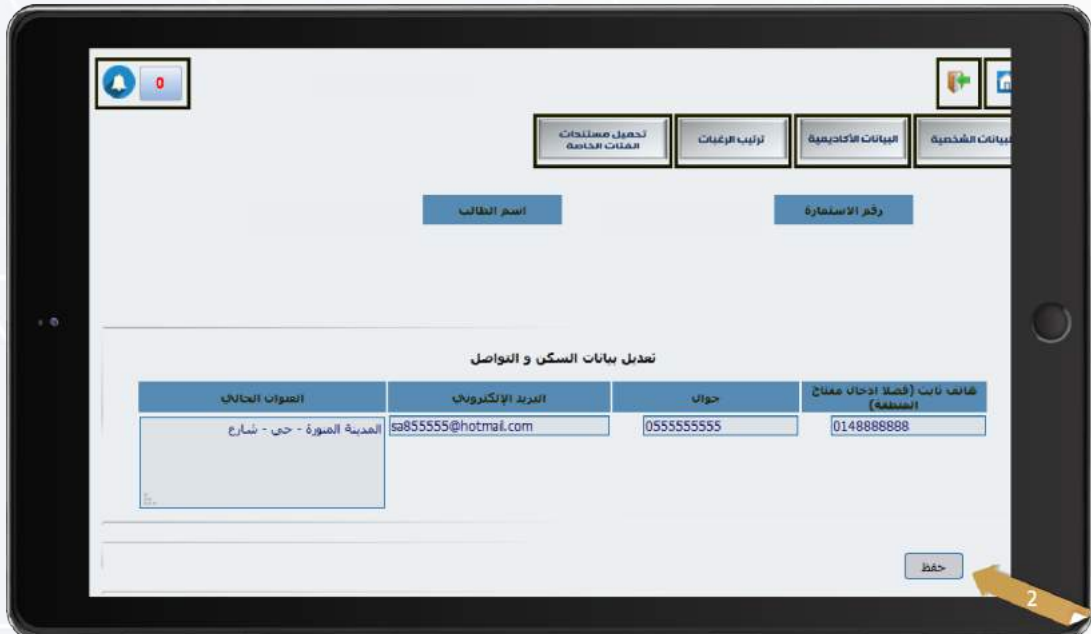 0
البيانات الشخصية
البيانات الأكاديمية
ترتيب الرغبات
تحميل مستندات
الفئات الخاصة
رقم الاستمارة
اسم الطالب
تعديل بيانات السكن و التواصل
هاتف ثابت (فضلا ادخال مفتاح
المنطقة)
جوال
البريد الإلكتروني
العنوان الحالي
0148888888
0555555555
sa855555@hotmail.com
المدينة المنورة - حي - شارع
حفظ
2